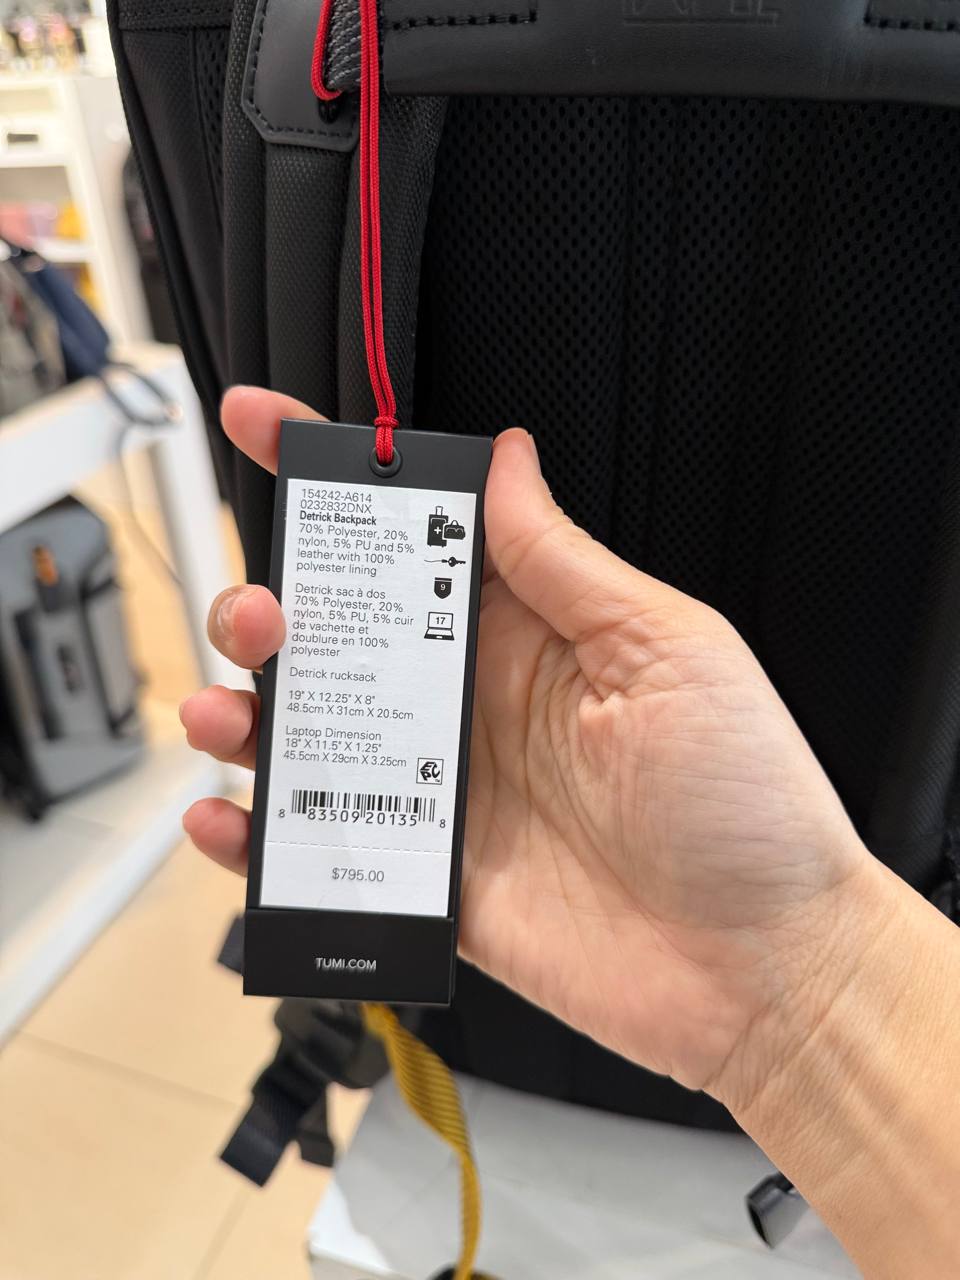 154242-A614
0232832DNX
Detrick Backpack
70% Polyester, 20%
nylon, 5% PU and 5%
leather with 100%
polyester lining
9
Detrick sac à dos
70% Polyester, 20%
nylon, 5% PU, 5% cuir
de vachette et
doublure en 100%
polyester
17
Detrick rucksack
19" X 12.25" X 8"
48.5cm X 31cm X 20.5cm
Laptop Dimension
18" X 11.5" X 1.25"
45.5cm X 29cm X 3.25cm
8 83509 20135 8
$795.00
TUMI.COM